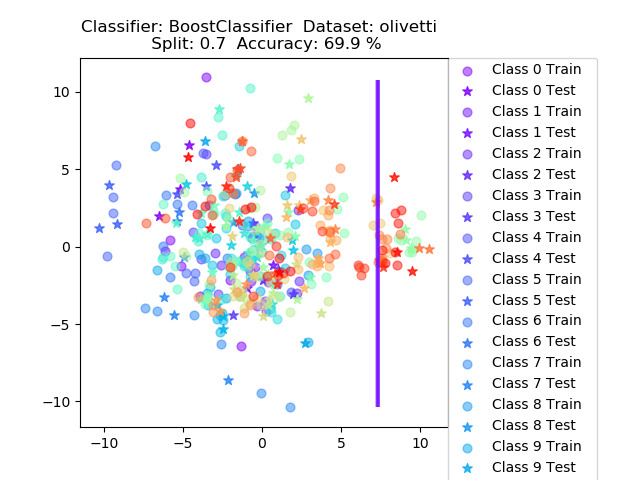 Classifier: BoostClassifier  Dataset: olivetti
Split: 0.7  Accuracy: 69.9 %
10
5
0
−5
−10
−10
−5
0
5
10
Class 0 Train
Class 0 Test
Class 1 Train
Class 1 Test
Class 2 Train
Class 2 Test
Class 3 Train
Class 3 Test
Class 4 Train
Class 4 Test
Class 5 Train
Class 5 Test
Class 6 Train
Class 6 Test
Class 7 Train
Class 7 Test
Class 8 Train
Class 8 Test
Class 9 Train
Class 9 Test